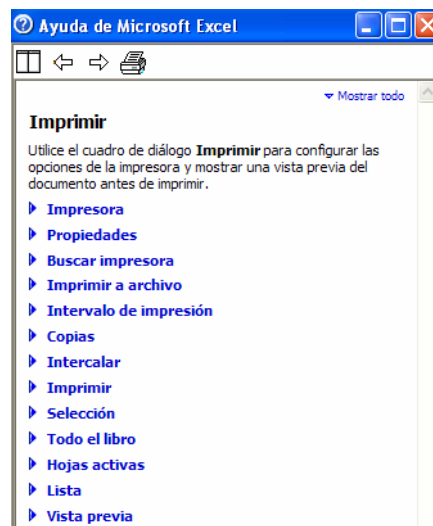 Ayuda de Microsoft Excel
Mostrar todo
Imprimir
Utilice el cuadro de diálogo Imprimir para configurar las
opciones de la impresora y mostrar una vista previa del
documento antes de imprimir.
Impresora
Propiedades
Buscar impresora
Imprimir a archivo
Intervalo de impresión
Copias
Intercalar
Imprimir
Selección
Todo el libro
Hojas activas
Lista
Vista previa